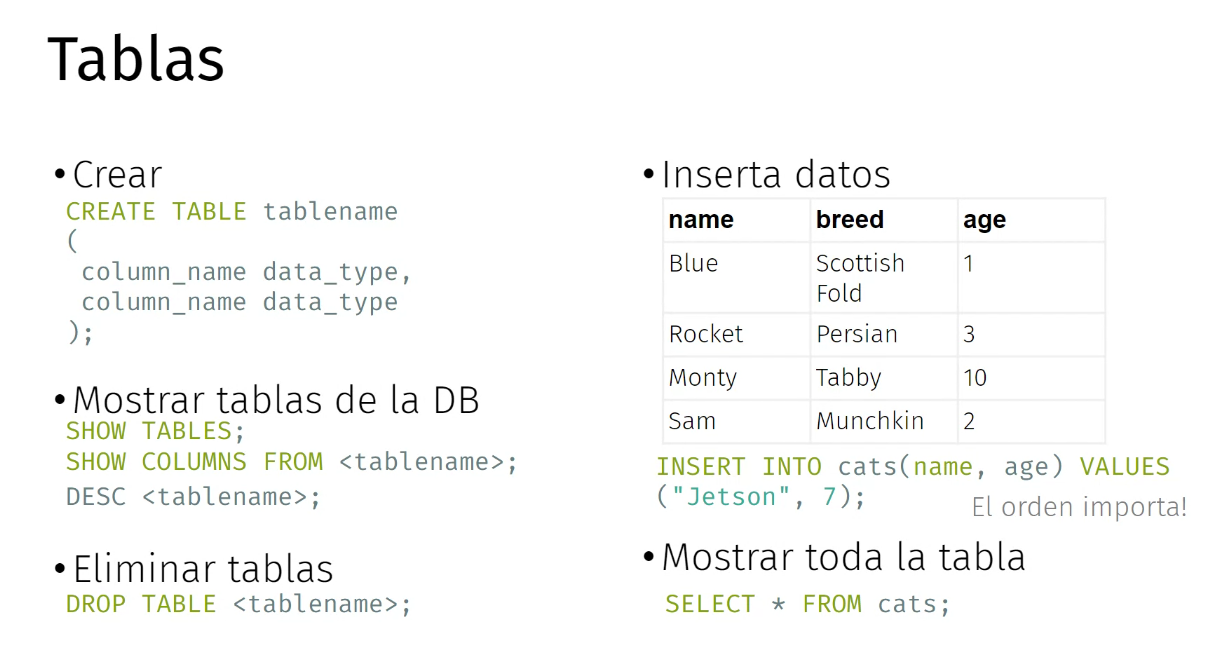 Tablas
• Crear
CREATE TABLE tablename
(
column_name data_type,
column_name data_type
);
• Mostrar tablas de la DB
SHOW TABLES;
SHOW COLUMNS FROM <tablename>;
DESC <tablename>;
• Eliminar tablas
DROP TABLE <tablename>;
• Inserta datos
name breed age
Blue Scottish 1
Fold
Rocket Persian 3
Monty Tabby 10
Sam Munchkin 2
INSERT INTO cats(name, age) VALUES
("Jetson", 7);
El orden importa!
• Mostrar toda la tabla
SELECT * FROM cats;